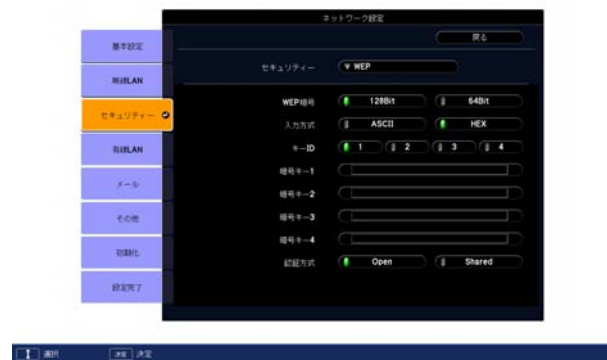 ネットワーク設定
戻る
基本設定
無線LAN
セキュリティー
有線LAN
メール
その他
初期化
設定完了
セキュリティー WEP
WEP暗号 128Bit 64Bit
入力方式 ASCII HEX
キーID 1 2 3 4
暗号キー1
暗号キー2
暗号キー3
暗号キー4
認証方式 Open Shared
選択 決定 決定